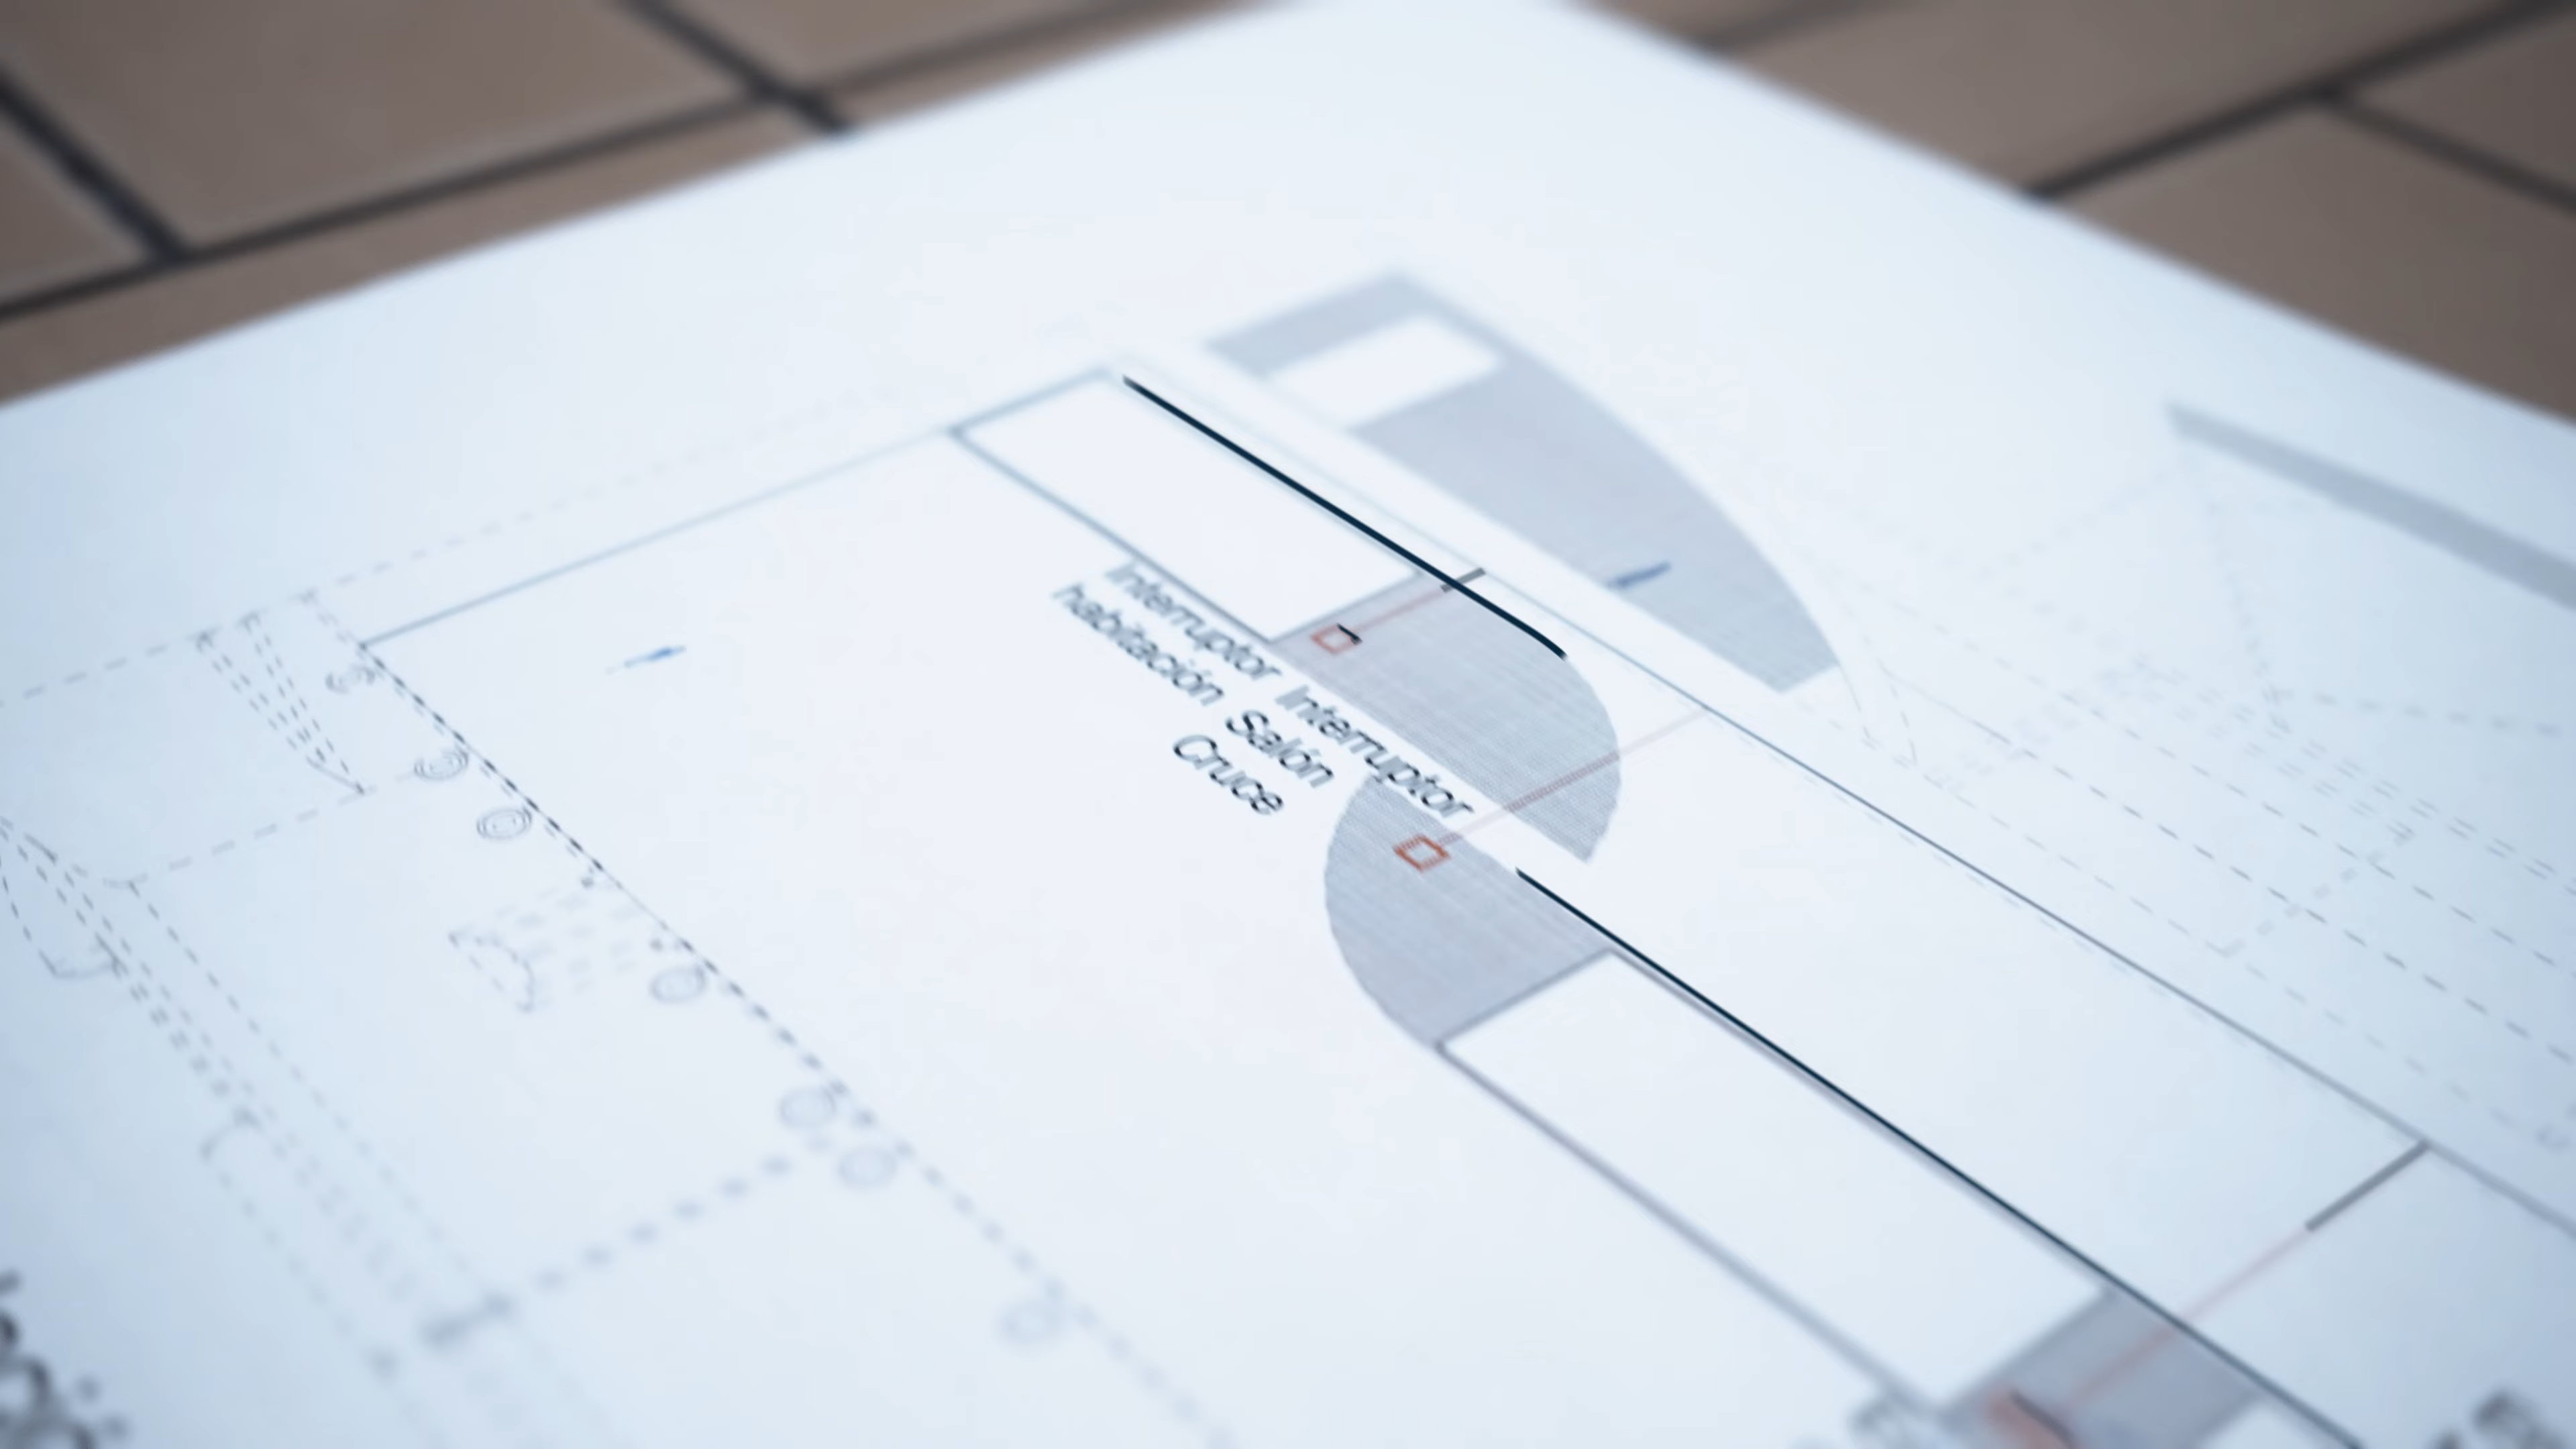 Interruptor
habitación
Interruptor
Salón
Cruce